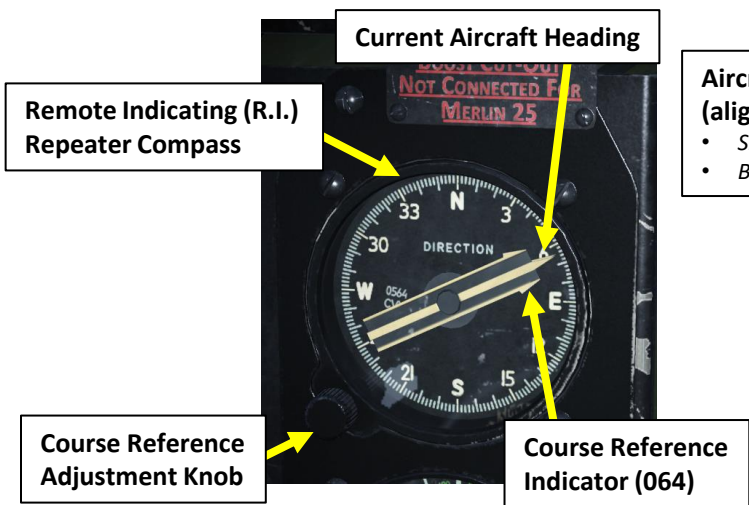 Current Aircraft Heading
BOOST CUT-OUT
NOT CONNECTED FOR
MERLIN 25
Aircr
(alig
• S
• B
Remote Indicating (R.I.)
Repeater Compass
33 N 3
30 DIRECTION 6
W 0564 E
21 S 15
Course Reference
Adjustment Knob
Course Reference
Indicator (064)